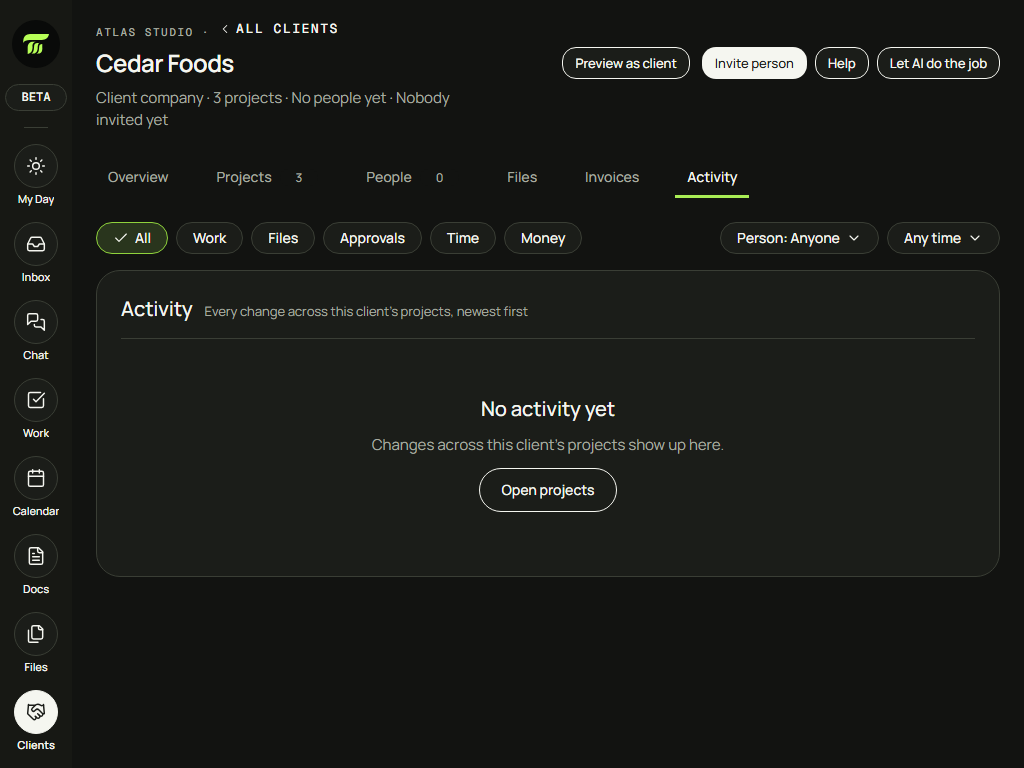 BETA
My Day
Inbox
Chat
Work
Calendar
Docs
Files
Clients
ATLAS STUDIO · ALL CLIENTS
Cedar Foods
Client company · 3 projects · No people yet · Nobody
invited yet
Preview as client
Invite person
Help
Let AI do the job
Overview
Projects 3
People 0
Files
Invoices
Activity
All
Work
Files
Approvals
Time
Money
Person: Anyone
Any time
Activity Every change across this client's projects, newest first
No activity yet
Changes across this client's projects show up here.
Open projects